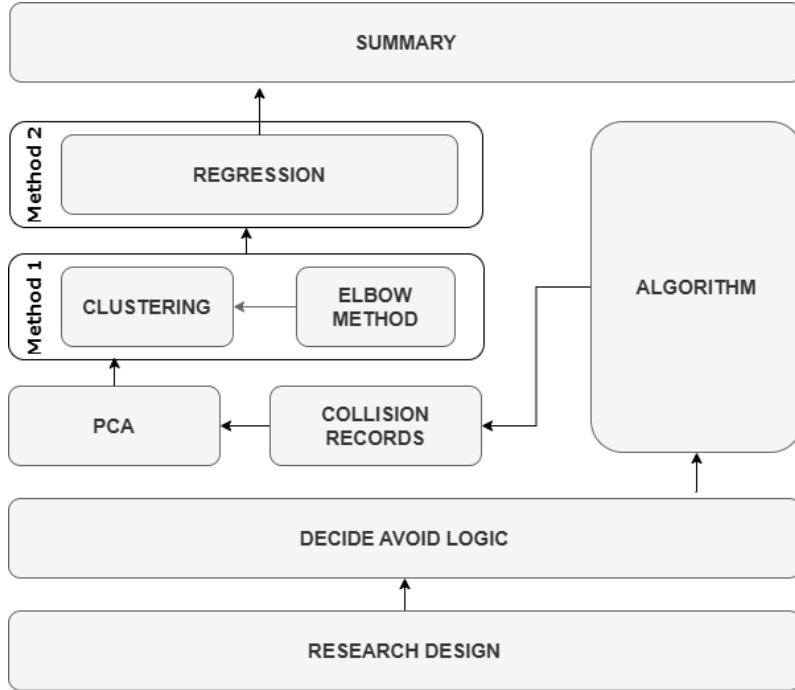 SUMMARY
Method 2
REGRESSION
Method 1
CLUSTERING
ELBOW
METHOD
ALGORITHM
PCA
COLLISION
RECORDS
DECIDE AVOID LOGIC
RESEARCH DESIGN